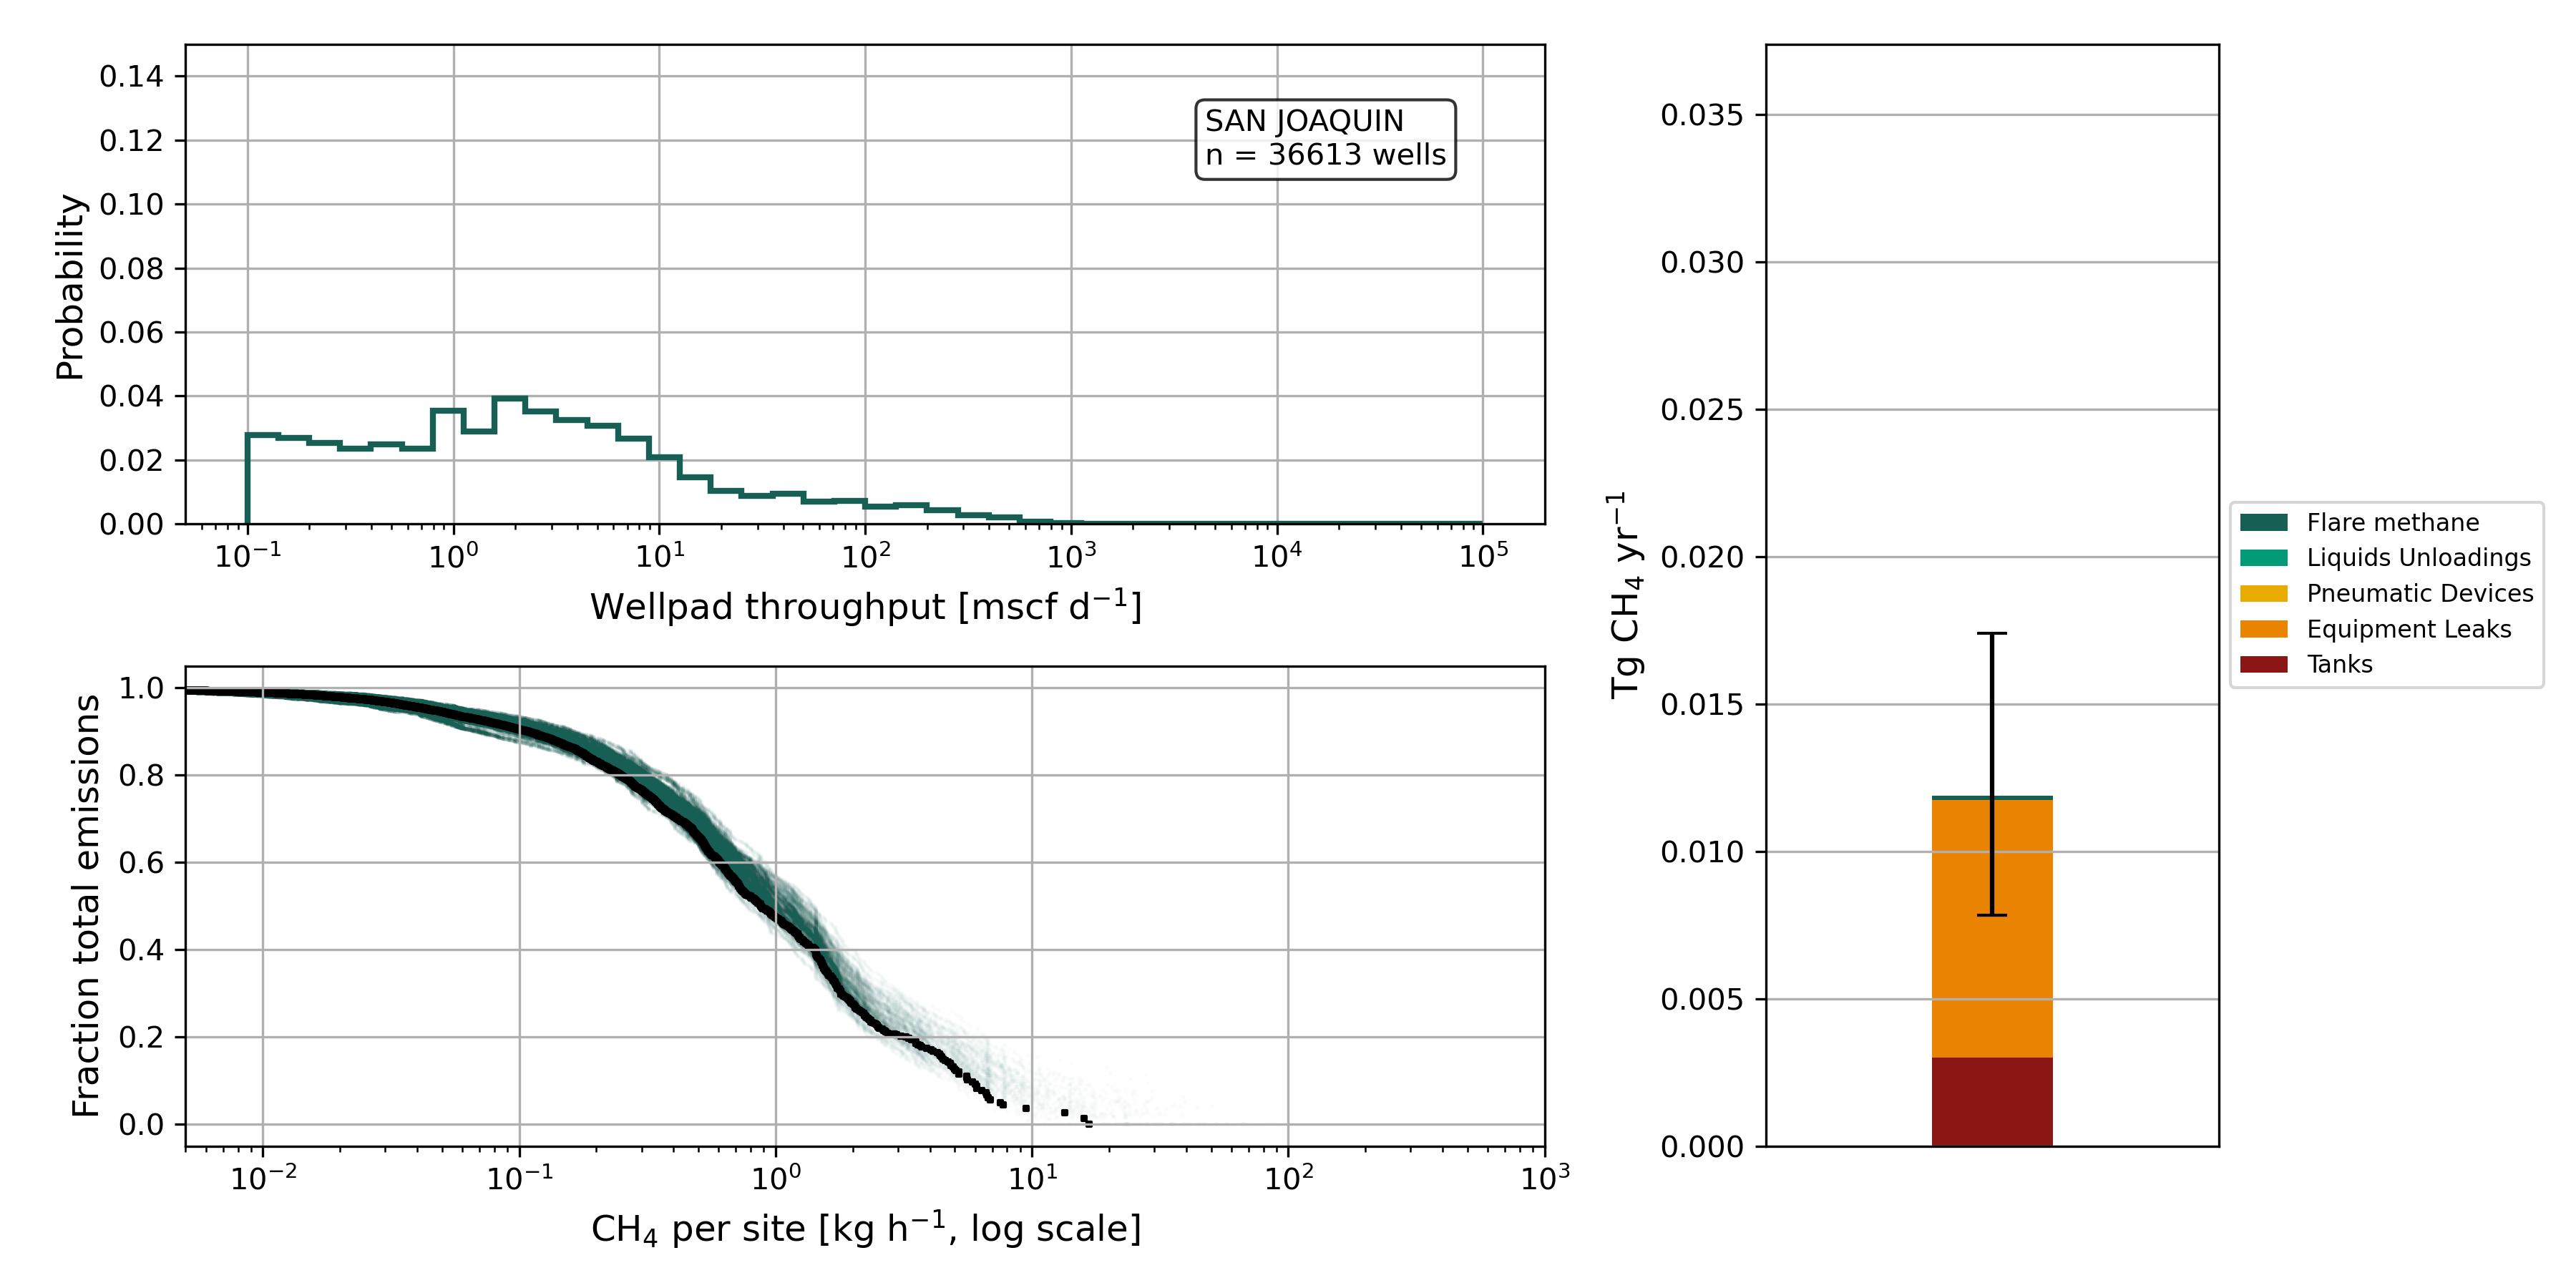 0.14
0.12
0.10
0.08
0.06
0.04
0.02
0.00
Probability
SAN JOAQUIN
n = 36613 wells
10⁻¹ 10⁰ 10¹ 10² 10³ 10⁴ 10⁵
Wellpad throughput [mscf d⁻¹]
1.0
0.8
0.6
0.4
0.2
0.0
Fraction total emissions
10⁻² 10⁻¹ 10⁰ 10¹ 10² 10³
CH₄ per site [kg h⁻¹, log scale]
0.035
0.030
0.025
0.020
0.015
0.010
0.005
0.000
Tg CH₄ yr⁻¹
Flare methane
Liquids Unloadings
Pneumatic Devices
Equipment Leaks
Tanks